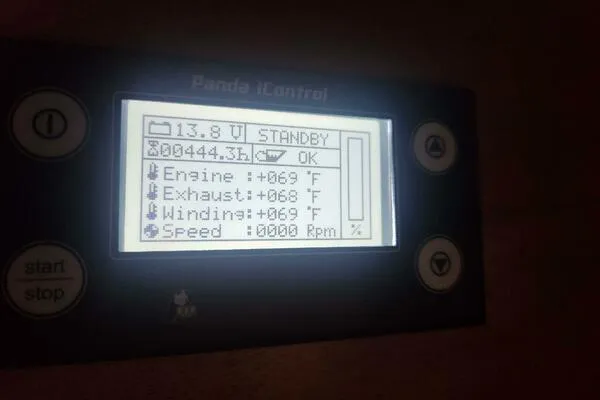 Panda iControl
13.8 V STANDBY
00444.3h OK
Engine :+069 °F
Exhaust:+068 °F
Winding:+069 °F
Speed :0000 Rpm %
start
stop